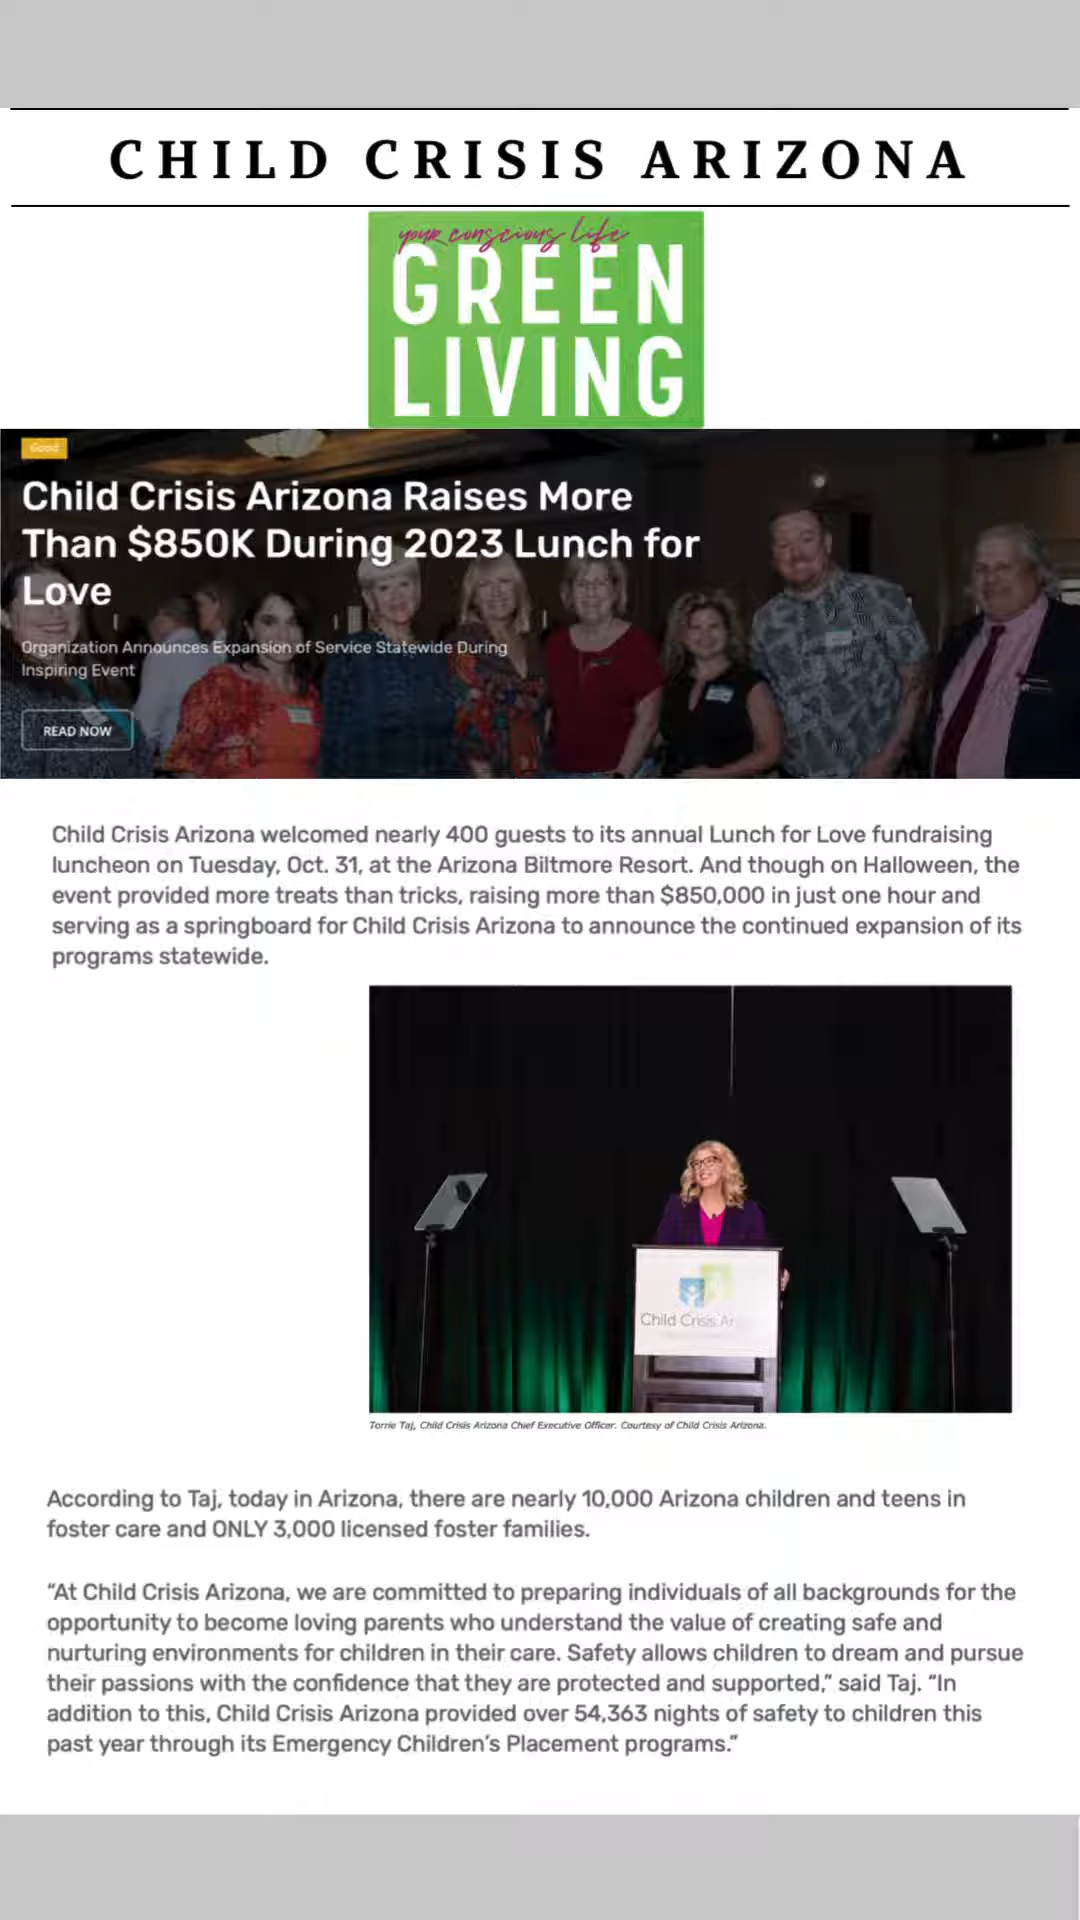 CHILD CRISIS ARIZONA
your conscious life
GREEN
LIVING
Good
Child Crisis Arizona Raises More
Than $850K During 2023 Lunch for
Love
Organization Announces Expansion of Service Statewide During
Inspiring Event
READ NOW
Child Crisis Arizona welcomed nearly 400 guests to its annual Lunch for Love fundraising
luncheon on Tuesday, Oct. 31, at the Arizona Biltmore Resort. And though on Halloween, the
event provided more treats than tricks, raising more than $850,000 in just one hour and
serving as a springboard for Child Crisis Arizona to announce the continued expansion of its
programs statewide.
Child Crisis Ar
Torrie Taj, Child Crisis Arizona Chief Executive Officer. Courtesy of Child Crisis Arizona.
According to Taj, today in Arizona, there are nearly 10,000 Arizona children and teens in
foster care and ONLY 3,000 licensed foster families.
“At Child Crisis Arizona, we are committed to preparing individuals of all backgrounds for the
opportunity to become loving parents who understand the value of creating safe and
nurturing environments for children in their care. Safety allows children to dream and pursue
their passions with the confidence that they are protected and supported,” said Taj. “In
addition to this, Child Crisis Arizona provided over 54,363 nights of safety to children this
past year through its Emergency Children’s Placement programs.”